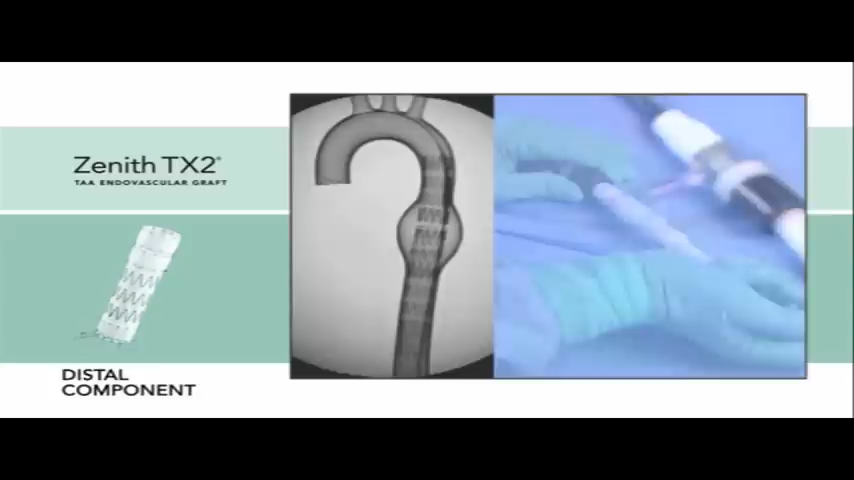 Zenith TX2®
TAA ENDOVASCULAR GRAFT
DISTAL
COMPONENT